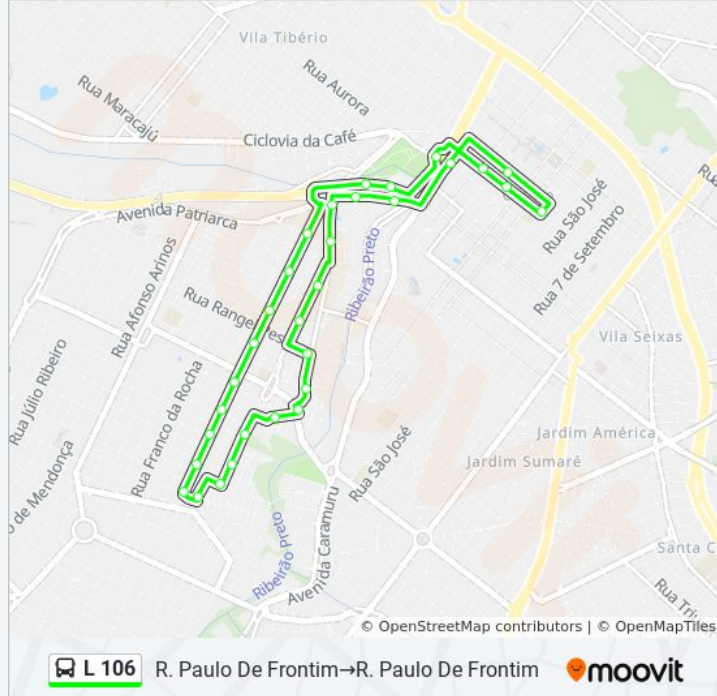 Vila Tibério
Rua Aurora
Rua Maracajú
Ciclovia da Café
Avenida Patriarca
Rua São José
Rua 7 de Setembro
Ribeirão Preto
Rua Afonso Arinos
Vila Seixas
Rua Júlio Ribeiro
Rua Franco da Rocha
Jardim América
Jardim Sumaré
Rua São José
o de Mendonça
Ribeirão Preto
Avenida Caramuru
Santa C
© OpenStreetMap contributors | © OpenMapTiles
L 106 R. Paulo De Frontim→R. Paulo De Frontim moovit